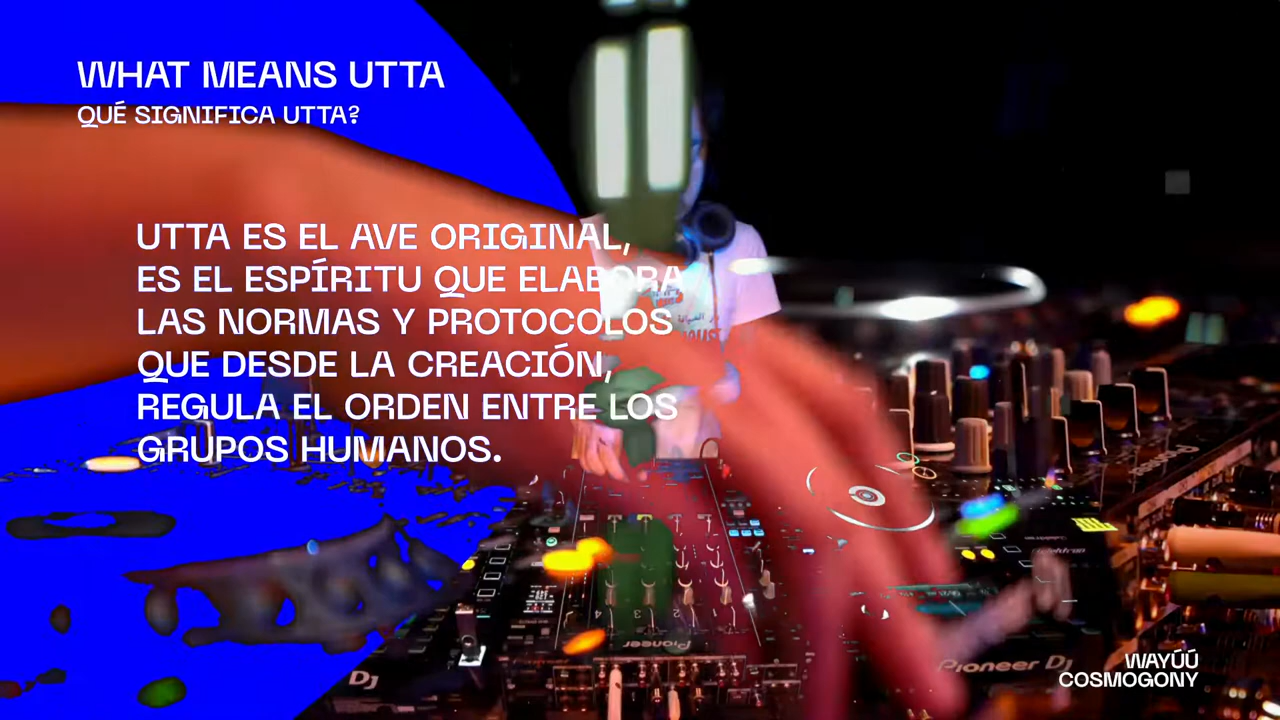 WHAT MEANS UTTA
QUÉ SIGNIFICA UTTA?
UTTA ES EL AVE ORIGINAL,
ES EL ESPÍRITU QUE ELABORA
LAS NORMAS Y PROTOCOLOS
QUE DESDE LA CREACIÓN,
REGULA EL ORDEN ENTRE LOS
GRUPOS HUMANOS.
Pioneer
Pioneer DJ
DJ
WAYÚÚ
COSMOGONY